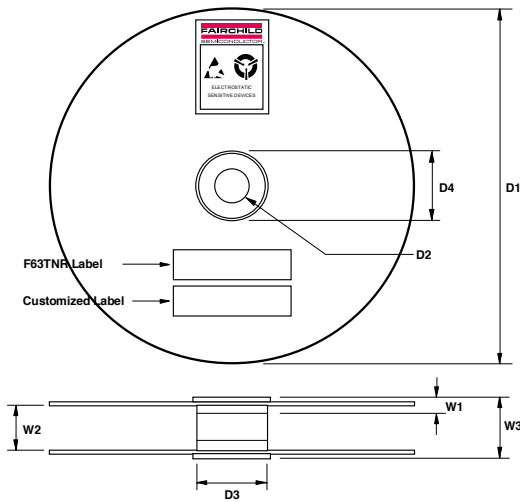 FAIRCHILD
SEMICONDUCTOR
ELECTROSTATIC
SENSITIVE DEVICES
D4
D1
D2
F63TNR Label
Customized Label
W1
W2
W3
D3